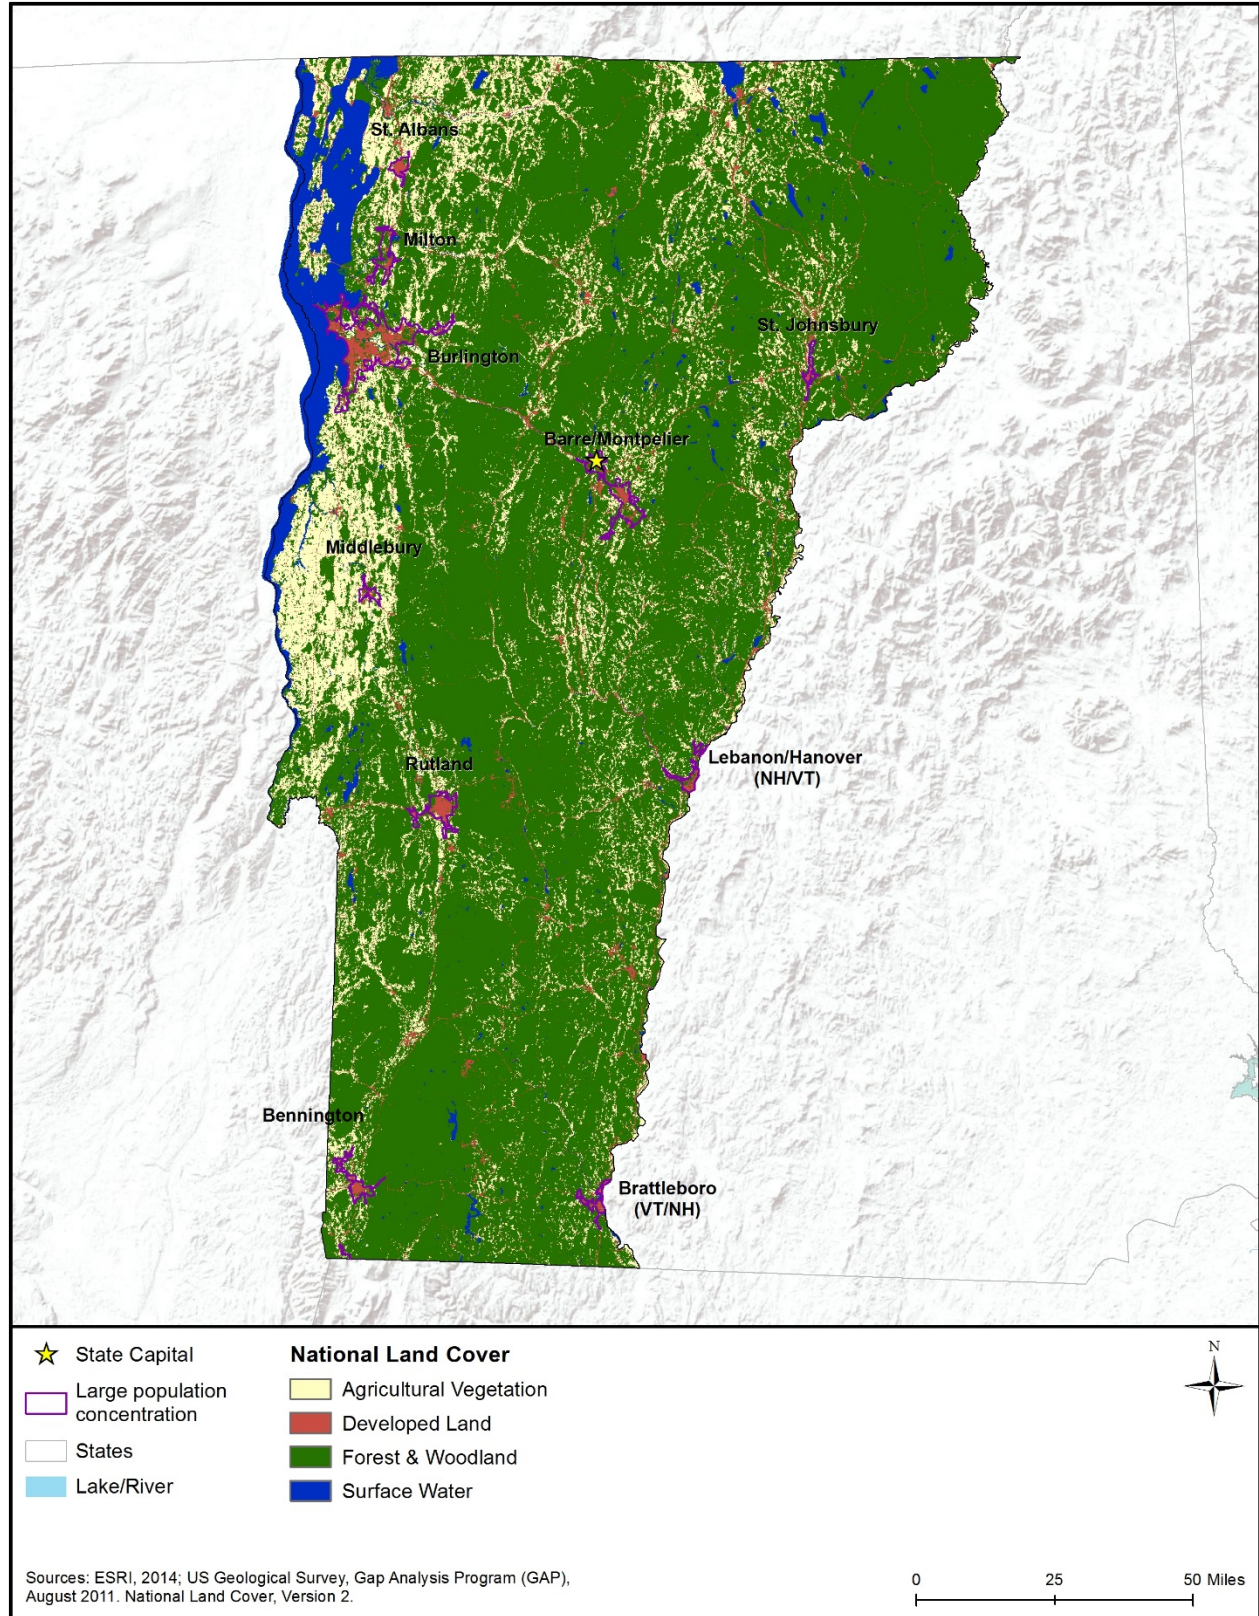 St. Albans
Milton
St. Johnsbury
Burlington
Barre/Montpelier
Middlebury
Lebanon/Hanover
(NH/VT)
Rutland
Bennington
Brattleboro
(VT/NH)
State Capital
Large population
concentration
States
Lake/River
National Land Cover
Agricultural Vegetation
Developed Land
Forest & Woodland
Surface Water
N
Sources: ESRI, 2014; US Geological Survey, Gap Analysis Program (GAP),
August 2011. National Land Cover, Version 2.
0 25 50 Miles